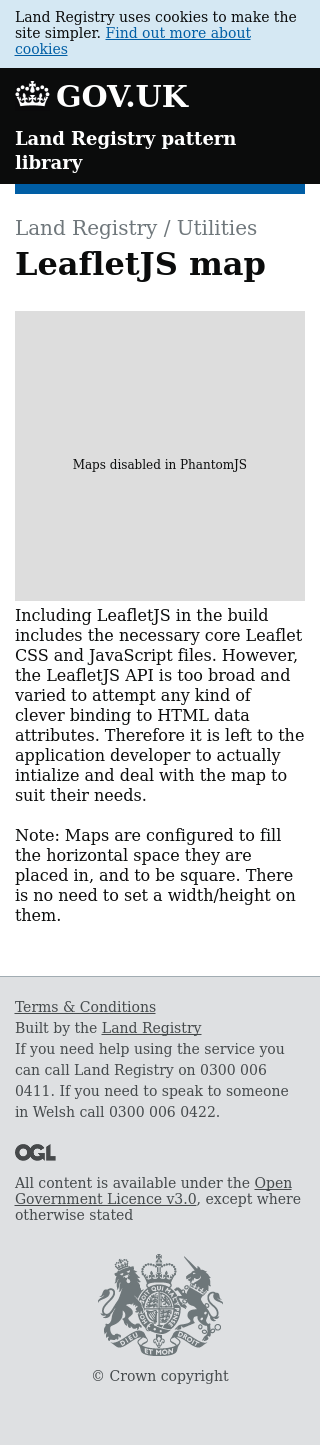 Land Registry uses cookies to make the
site simpler. Find out more about
cookies
GOV.UK
Land Registry pattern
library
Land Registry / Utilities
LeafletJS map
Maps disabled in PhantomJS
Including LeafletJS in the build
includes the necessary core Leaflet
CSS and JavaScript files. However,
the LeafletJS API is too broad and
varied to attempt any kind of
clever binding to HTML data
attributes. Therefore it is left to the
application developer to actually
intialize and deal with the map to
suit their needs.
Note: Maps are configured to fill
the horizontal space they are
placed in, and to be square. There
is no need to set a width/height on
them.
Terms & Conditions
Built by the Land Registry
If you need help using the service you
can call Land Registry on 0300 006
0411. If you need to speak to someone
in Welsh call 0300 006 0422.
OGL
All content is available under the Open
Government Licence v3.0, except where
otherwise stated
DIEU ET MON DROIT
© Crown copyright